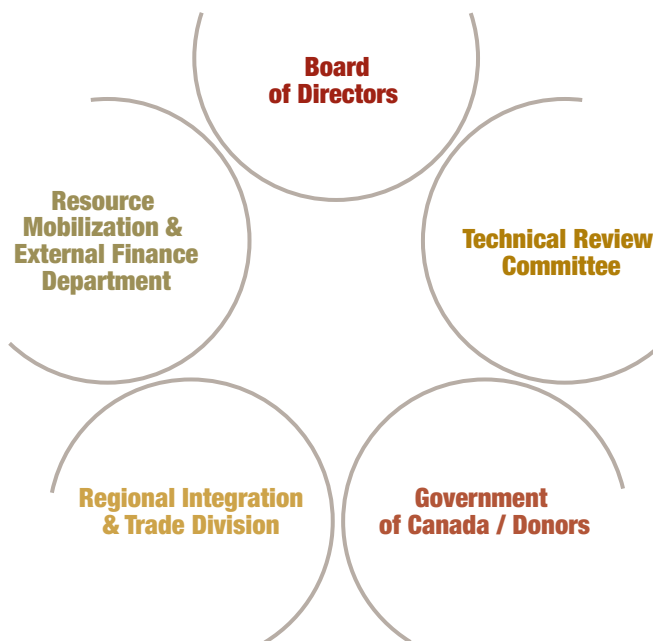 Board
of Directors
Resource
Mobilization &
External Finance
Department
Technical Review
Committee
Regional Integration
& Trade Division
Government
of Canada / Donors